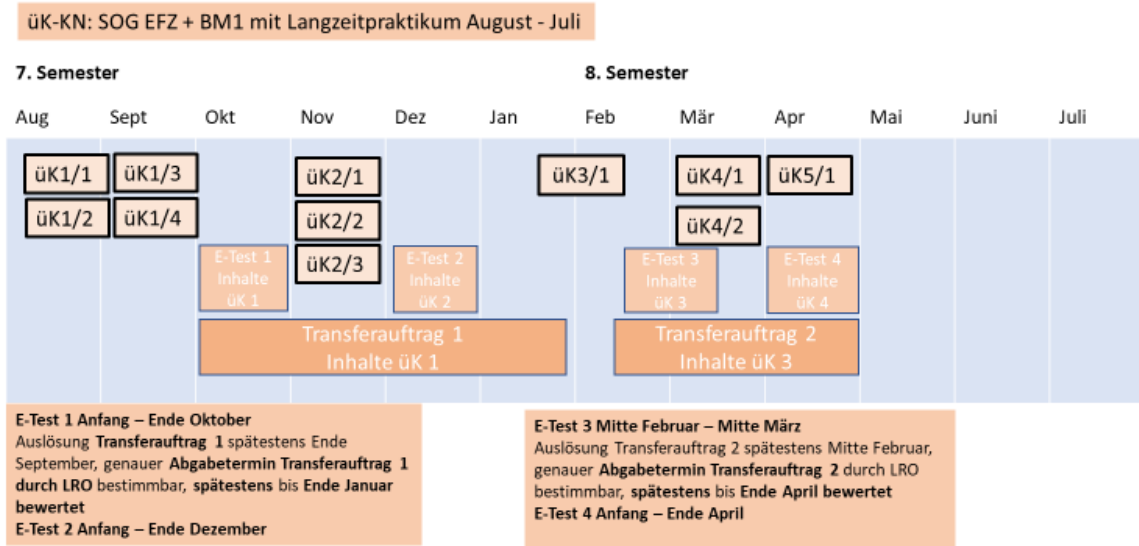 üK-KN: SOG EFZ + BM1 mit Langzeitpraktikum August - Juli
7. Semester
8. Semester
Aug
Sept
Okt
Nov
Dez
Jan
Feb
Mär
Apr
Mai
Juni
Juli
üK1/1
üK1/3
üK2/1
üK3/1
üK4/1
üK5/1
üK1/2
üK1/4
üK2/2
üK4/2
üK2/3
E-Test 1
Inhalte
üK 1
E-Test 2
Inhalte
üK 2
E-Test 3
Inhalte
üK 3
E-Test 4
Inhalte
üK 4
Transferauftrag 1
Inhalte üK 1
Transferauftrag 2
Inhalte üK 3
E-Test 1 Anfang – Ende Oktober
Auslösung Transferauftrag 1 spätestens Ende
September, genauer Abgabetermin Transferauftrag 1
durch LRO bestimmbar, spätestens bis Ende Januar
bewertet
E-Test 2 Anfang – Ende Dezember
E-Test 3 Mitte Februar – Mitte März
Auslösung Transferauftrag 2 spätestens Mitte Februar,
genauer Abgabetermin Transferauftrag 2 durch LRO
bestimmbar, spätestens bis Ende April bewertet
E-Test 4 Anfang – Ende April